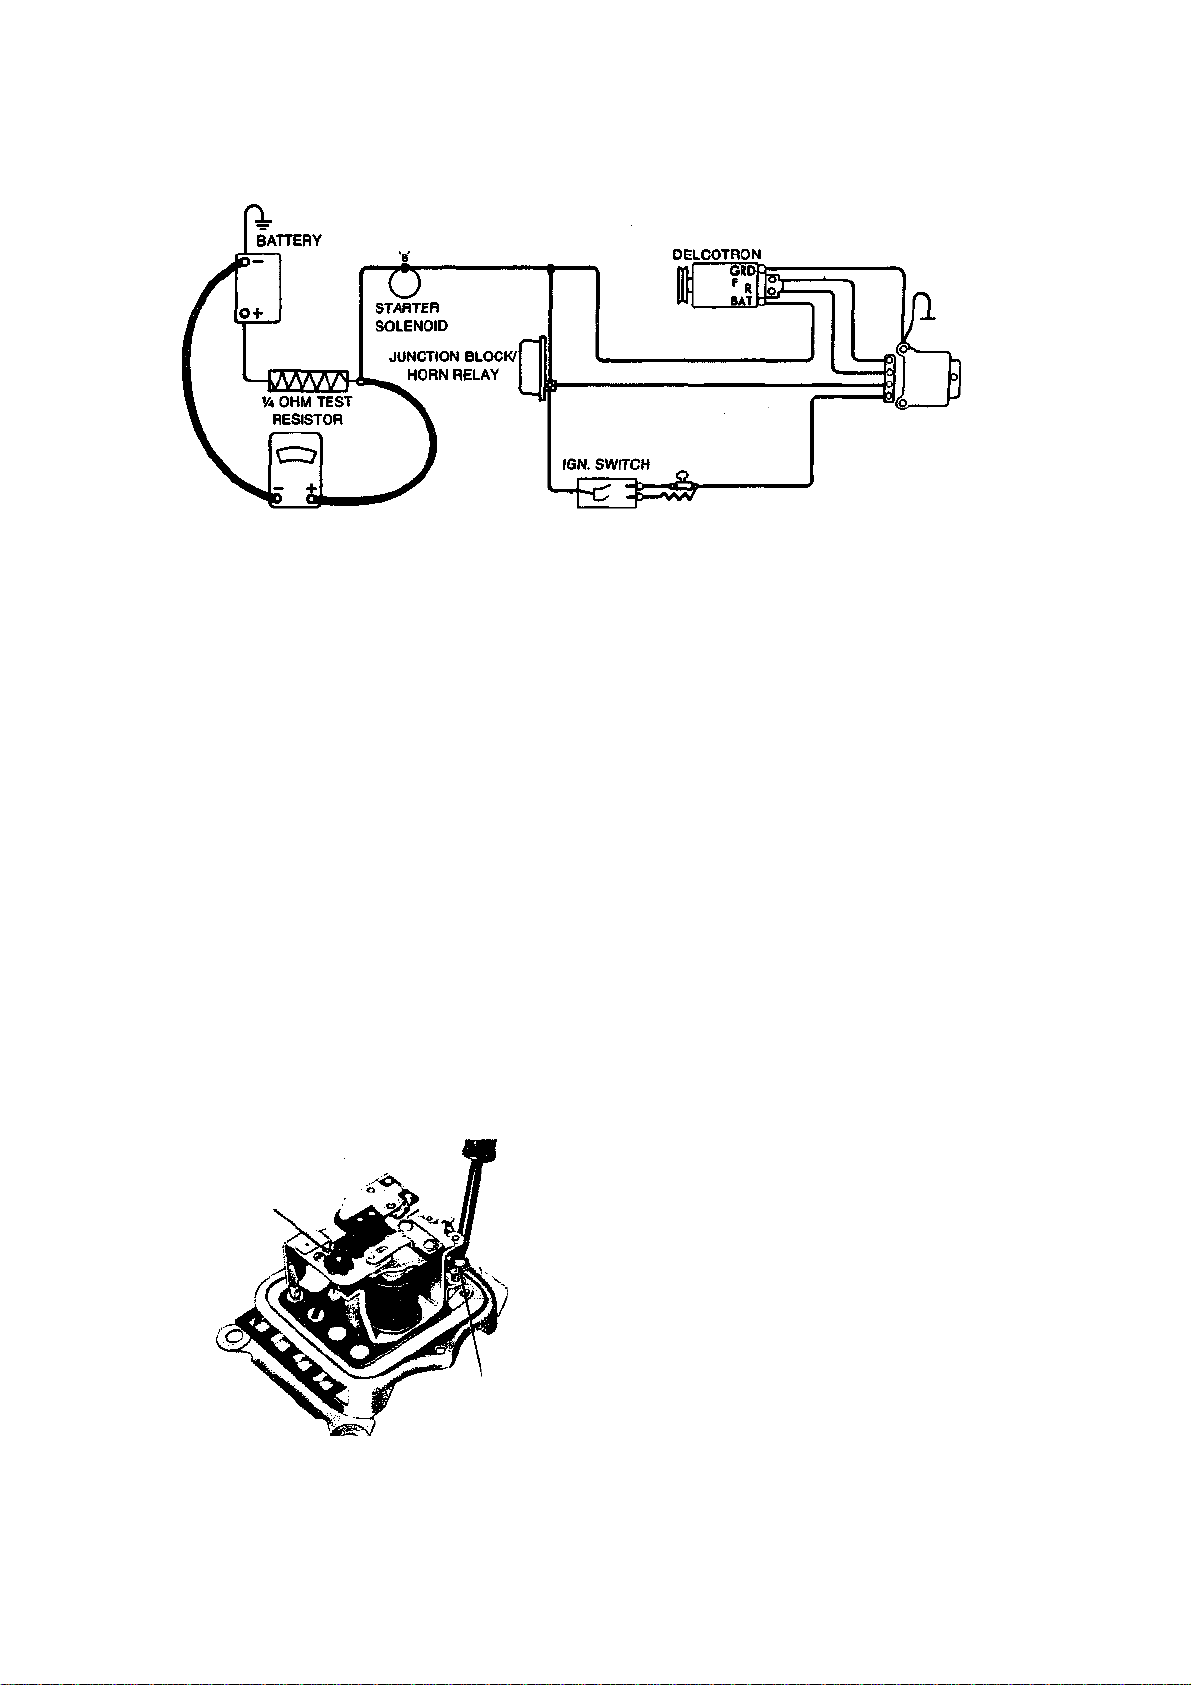 BATTERY
-
+
"B"
STARTER
SOLENOID
JUNCTION BLOCK/
HORN RELAY
¼ OHM TEST
RESISTOR
- +
DELCOTRON
GRD
F
R
BAT
IGN. SWITCH